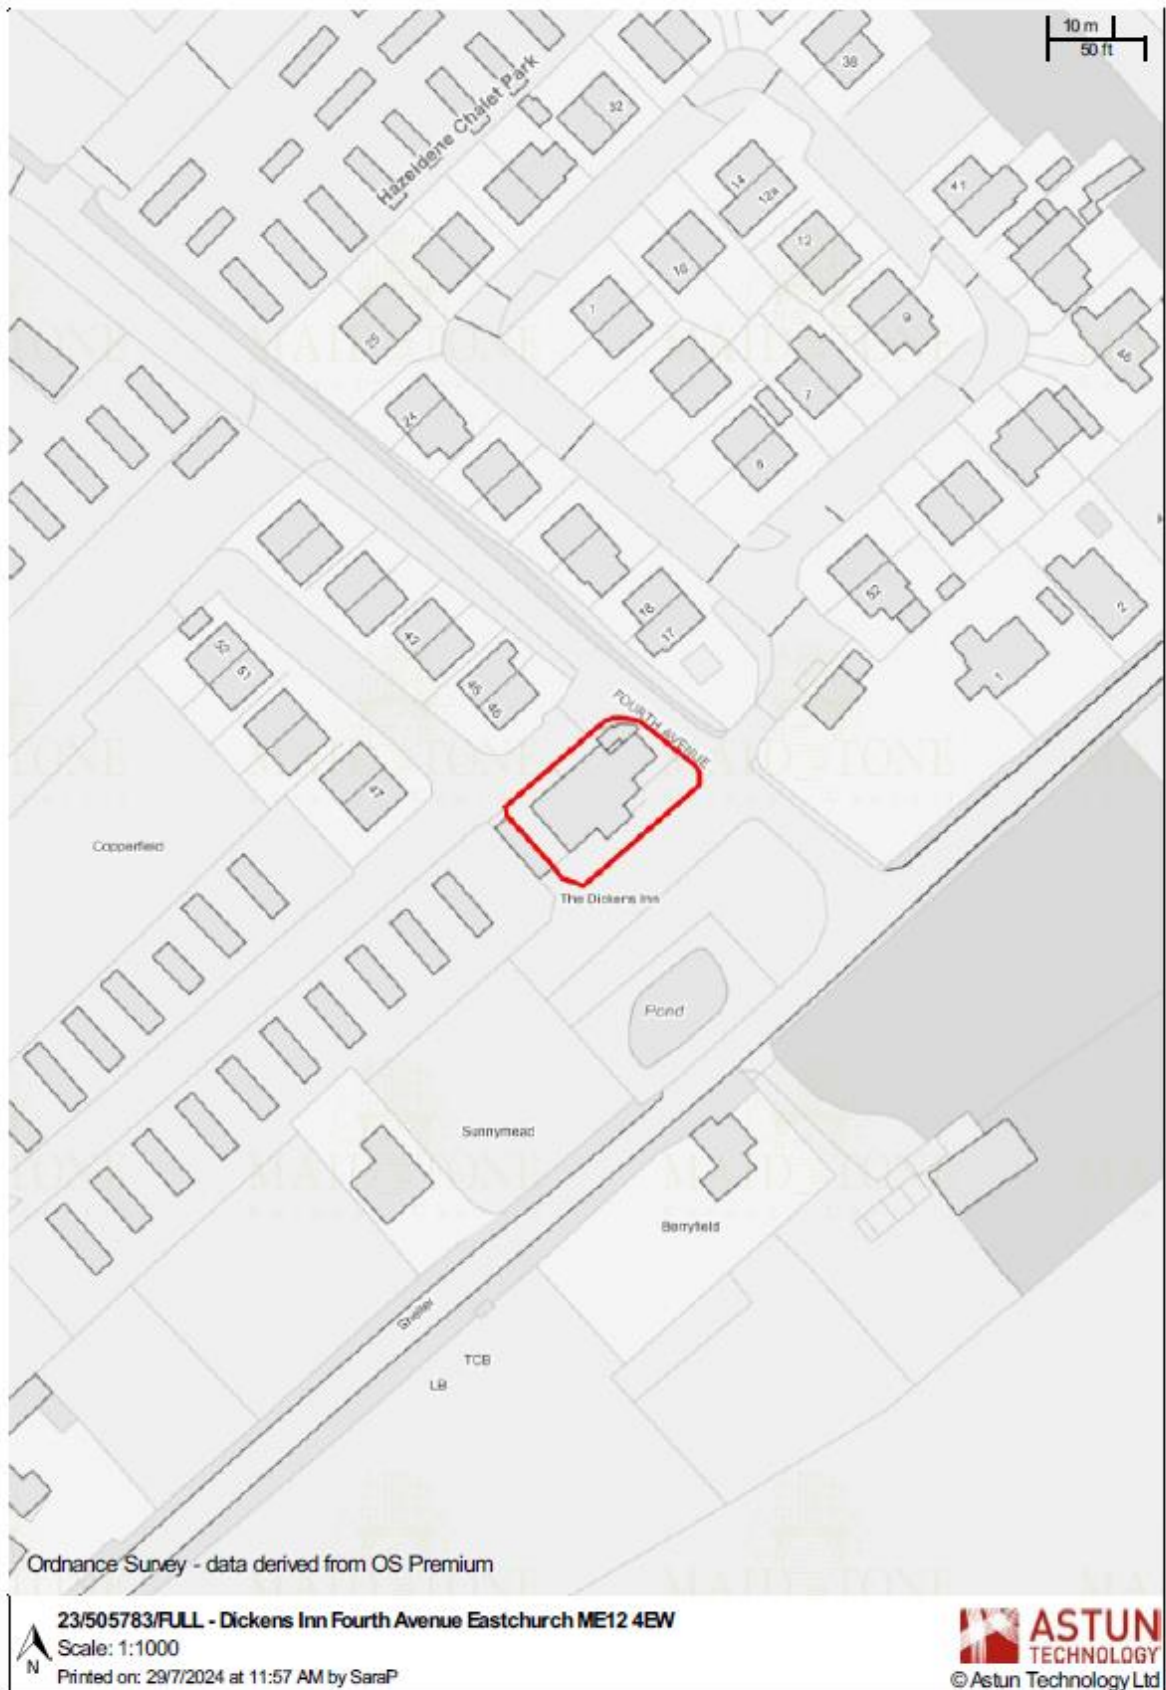 10 m
50 ft
38
32
Hazeldene Chalet Park
14
12a
41
12
10
1
9
25
46
7
24
8
52
2
18
17
43
52
51
1
45
46
FOURTH AVENUE
47
Copperfield
The Dickens Inn
Pond
Sunnymead
Berryfield
Shelter
TCB
LB
MAIDSTONE
Ordnance Survey - data derived from OS Premium
23/505783/FULL - Dickens Inn Fourth Avenue Eastchurch ME12 4EW
Scale: 1:1000
N
Printed on: 29/7/2024 at 11:57 AM by SaraP
ASTUN
TECHNOLOGY
© Astun Technology Ltd